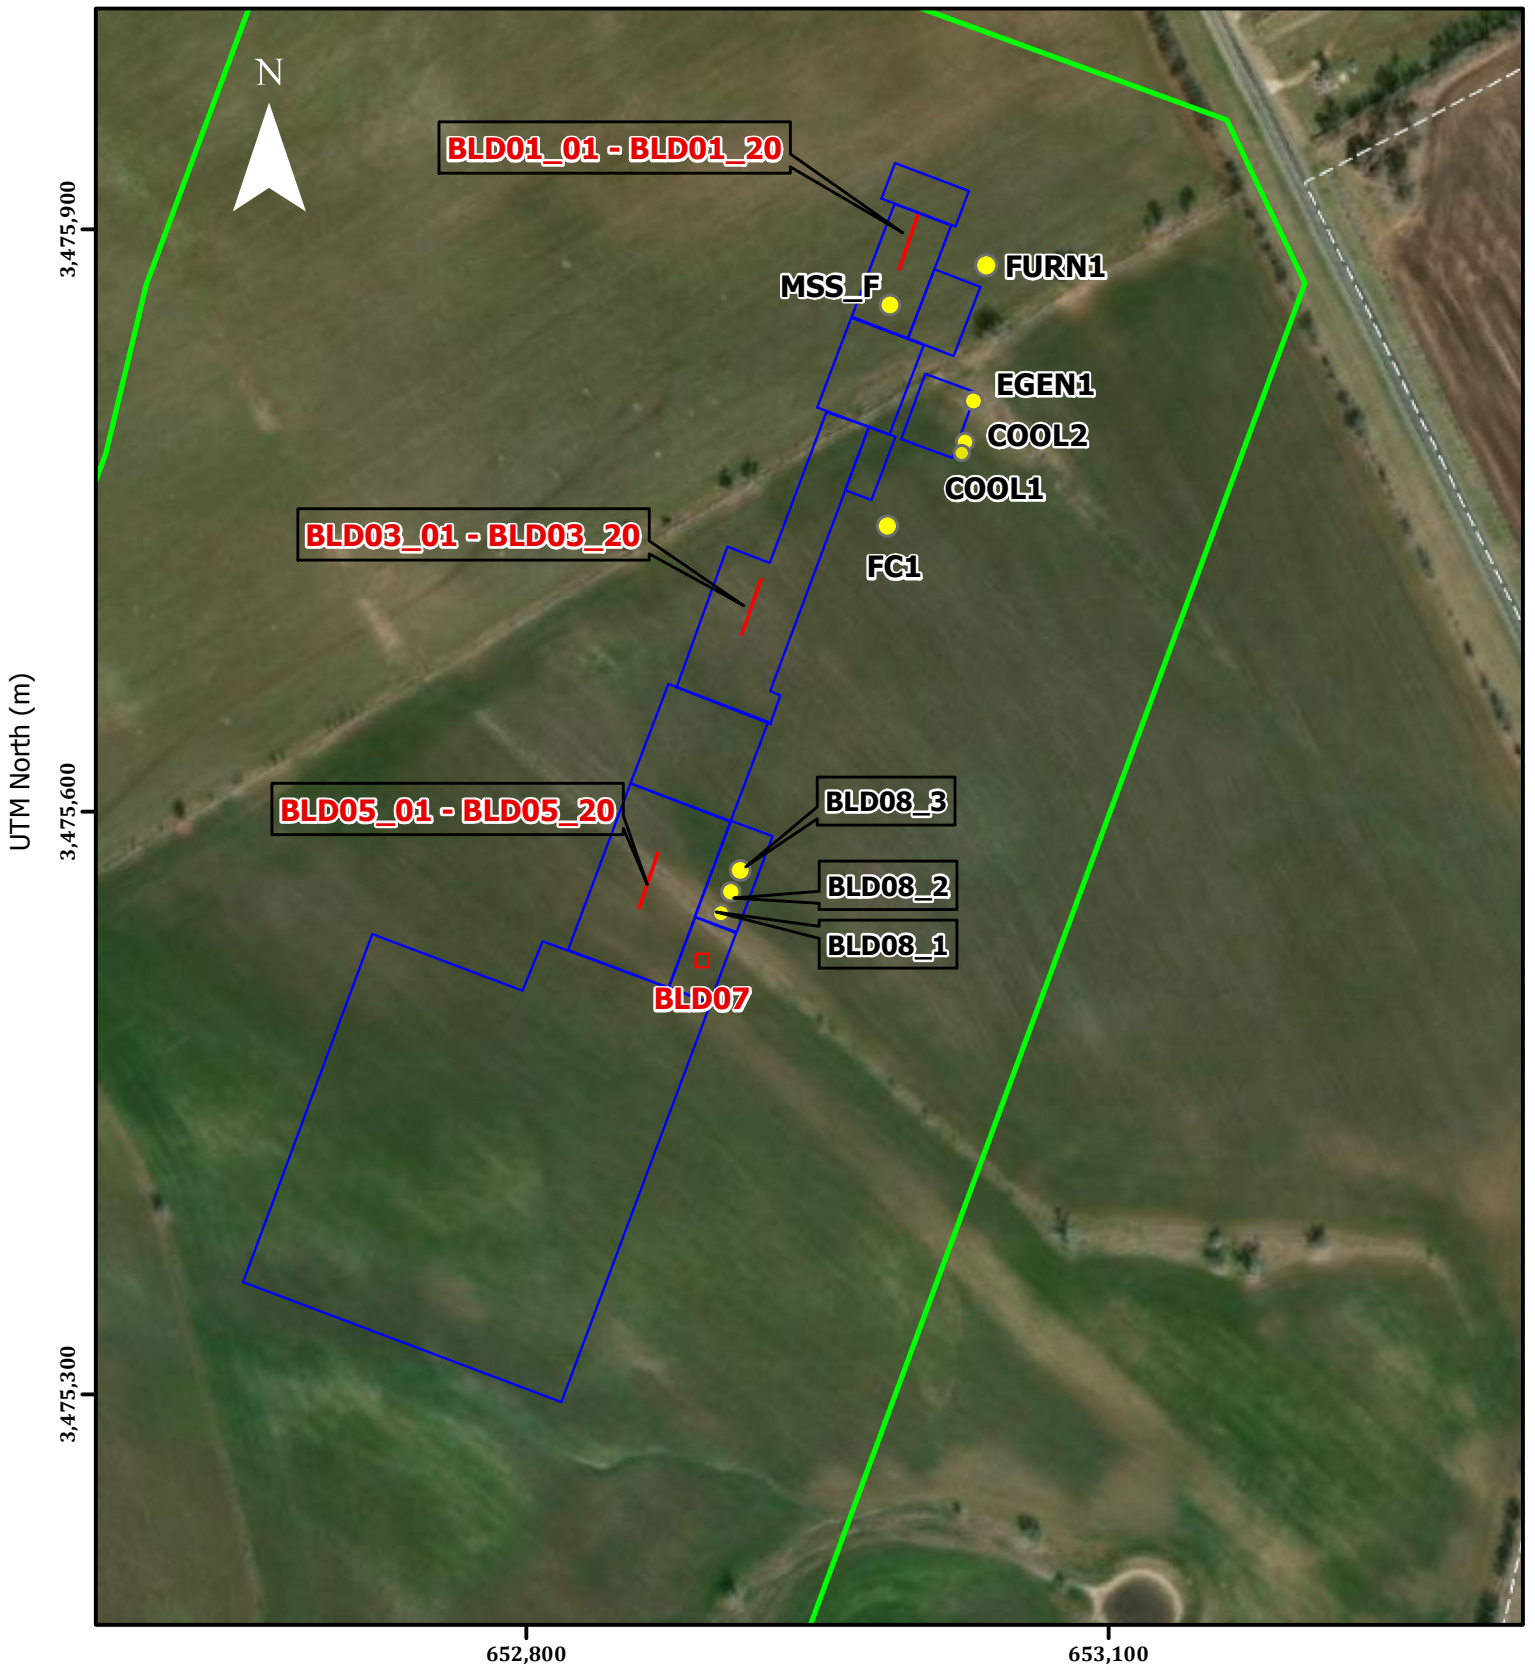 N
BLD01_01 - BLD01_20
3,475,900
FURN1
MSS_F
EGEN1
COOL2
COOL1
BLD03_01 - BLD03_20
FC1
UTM North (m)
3,475,600
BLD08_3
BLD05_01 - BLD05_20
BLD08_2
BLD08_1
BLD07
3,475,300
652,800
653,100